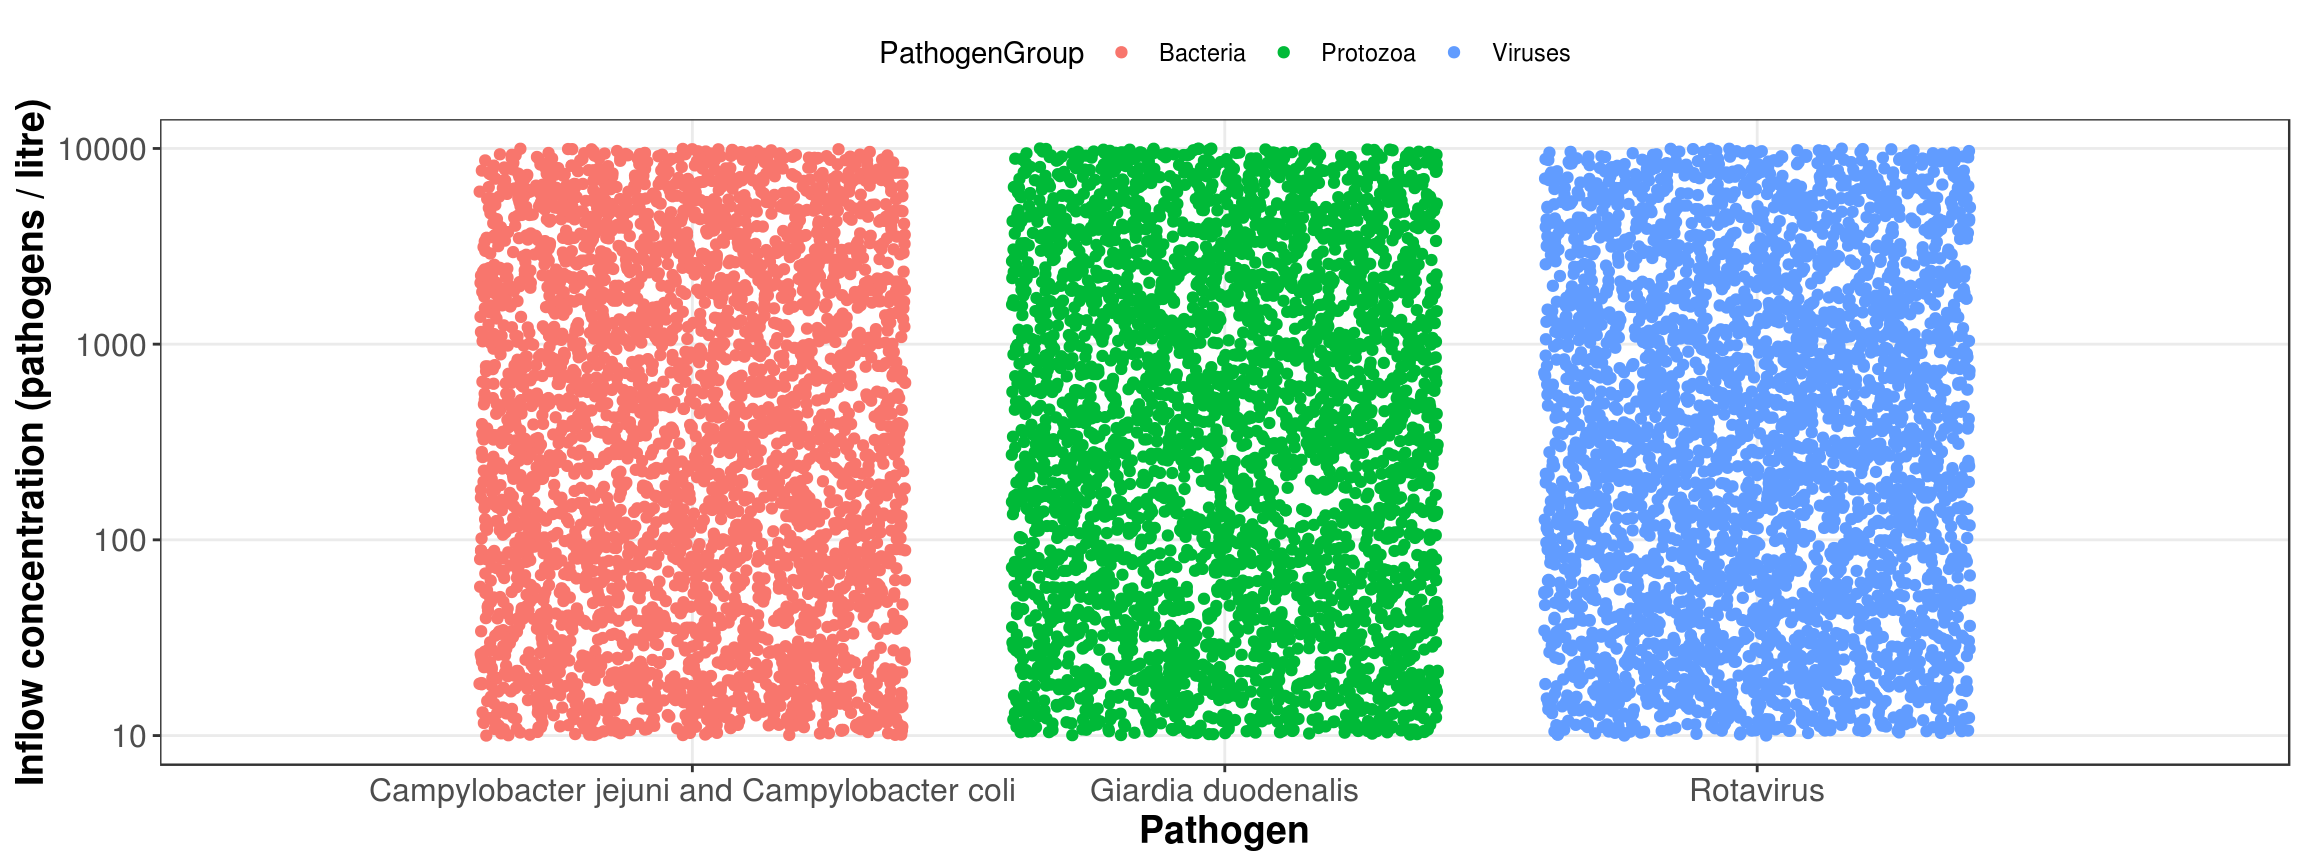 PathogenGroup Bacteria Protozoa Viruses
Inflow concentration (pathogens / litre)
10000
1000
100
10
Campylobacter jejuni and Campylobacter coli Giardia duodenalis Rotavirus
Pathogen